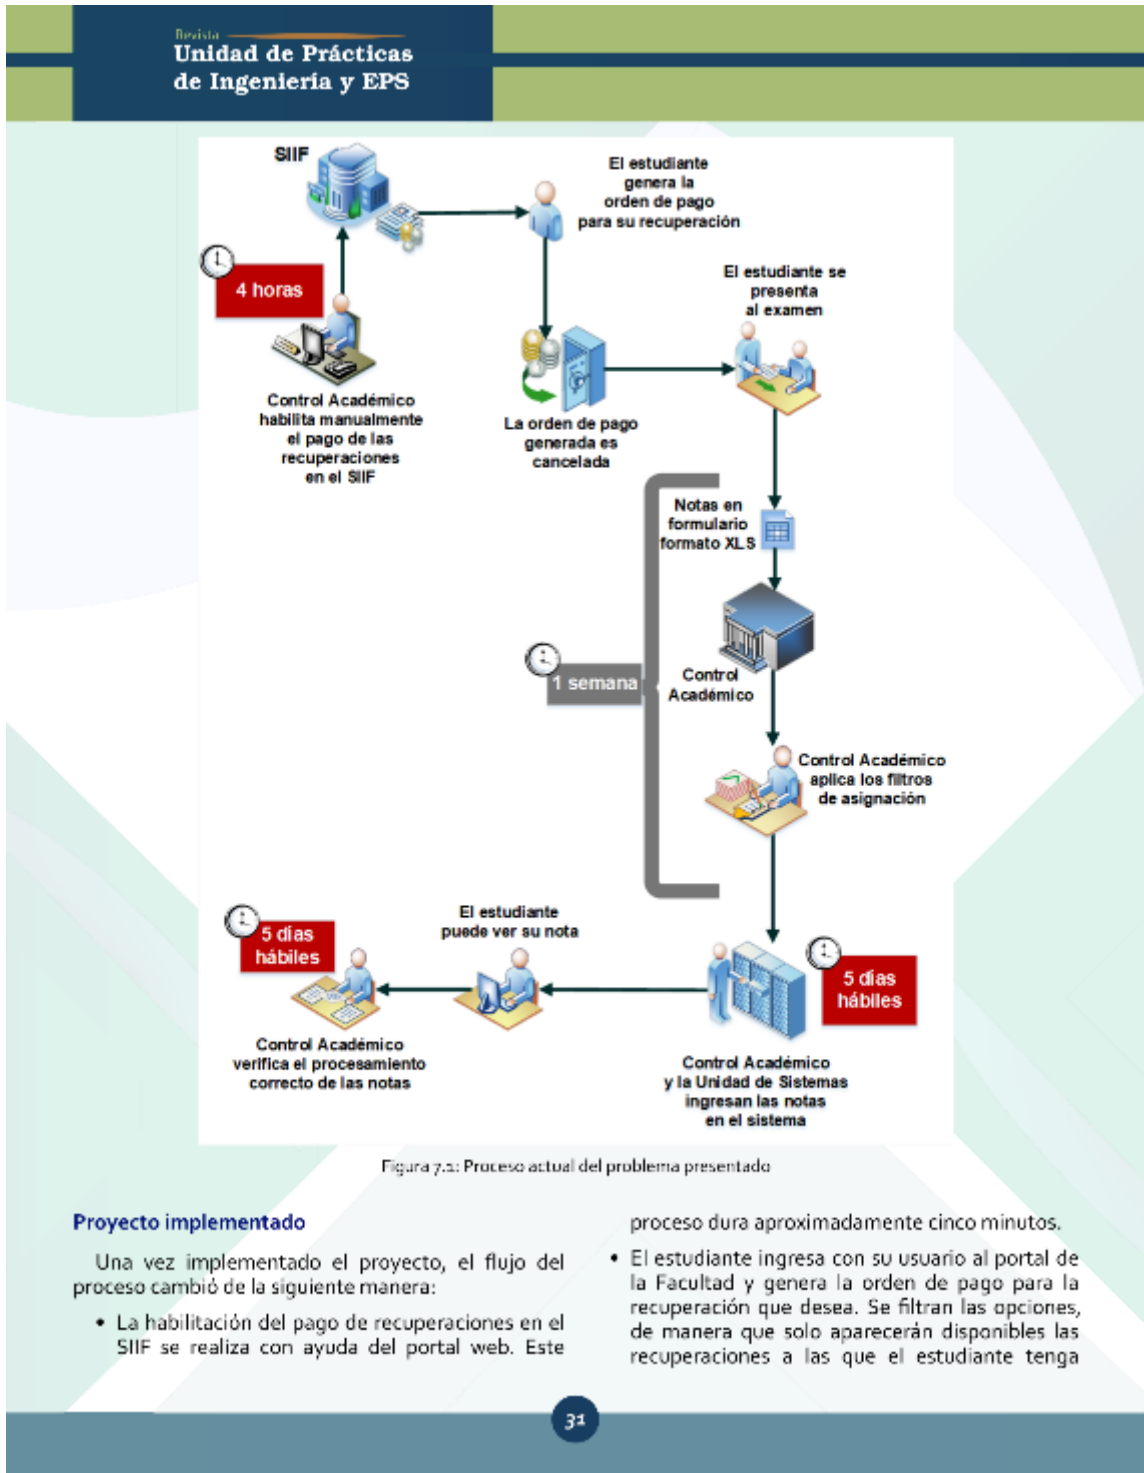 Revista
Unidad de Prácticas
de Ingeniería y EPS
SIIF
El estudiante
genera la
orden de pago
para su recuperación
4 horas
El estudiante se
presenta
al examen
Control Académico
habilita manualmente
el pago de las
recuperaciones
en el SIIF
La orden de pago
generada es
cancelada
Notas en
formulario
formato XLS
1 semana
Control
Académico
Control Académico
aplica los filtros
de asignación
5 días
hábiles
El estudiante
puede ver su nota
5 días
hábiles
Control Académico
verifica el procesamiento
correcto de las notas
Control Académico
y la Unidad de Sistemas
ingresan las notas
en el sistema
Figura 7.1: Proceso actual del problema presentado
Proyecto implementado
Una vez implementado el proyecto, el flujo del
proceso cambió de la siguiente manera:
• La habilitación del pago de recuperaciones en el
SIIF se realiza con ayuda del portal web. Este
proceso dura aproximadamente cinco minutos.
• El estudiante ingresa con su usuario al portal de
la Facultad y genera la orden de pago para la
recuperación que desea. Se filtran las opciones,
de manera que solo aparecerán disponibles las
recuperaciones a las que el estudiante tenga
31